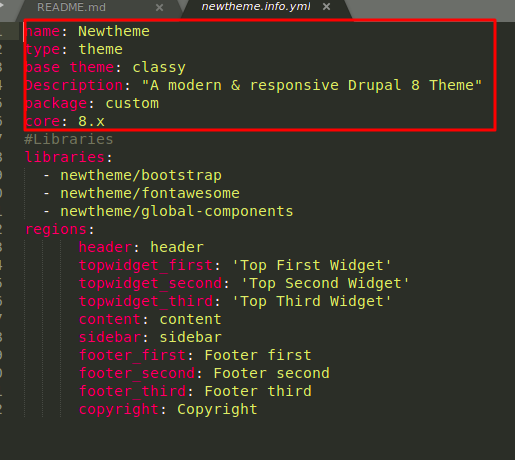 README.md × newtheme.info.yml ×
name: Newtheme
type: theme
base theme: classy
Description: "A modern & responsive Drupal 8 Theme"
package: custom
core: 8.x
#Libraries
libraries:
- newtheme/bootstrap
- newtheme/fontawesome
- newtheme/global-components
regions:
header: header
topwidget_first: 'Top First Widget'
topwidget_second: 'Top Second Widget'
topwidget_third: 'Top Third Widget'
content: content
sidebar: sidebar
footer_first: Footer first
footer_second: Footer second
footer_third: Footer third
copyright: Copyright